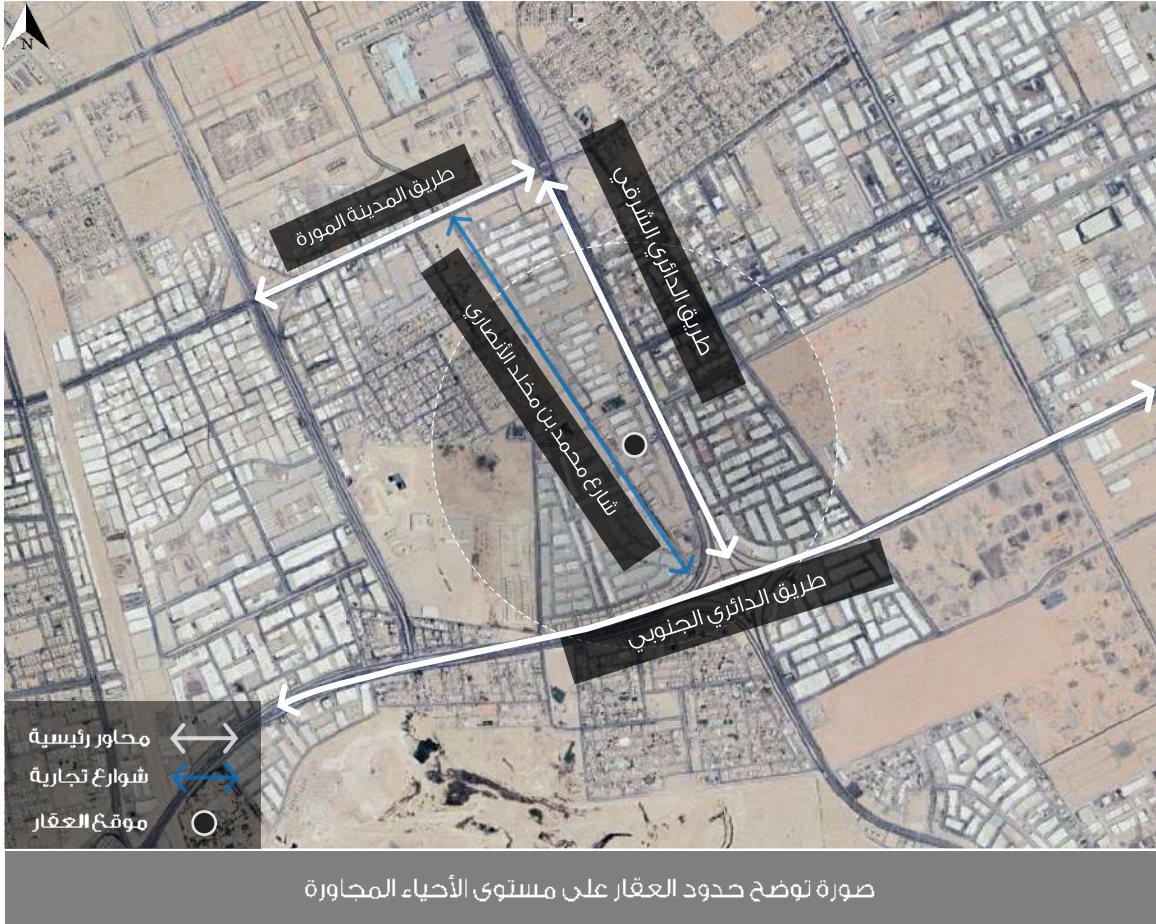 N
طريق المدينة المورة
طريق الدائري الشرقي
شارع محمد بن مخلد الأنصاري
طريق الدائري الجنوبي
محاور رئيسية
شوارع تجارية
موقع العقار
صورة توضح حدود العقار على مستوى الأحياء المجاورة